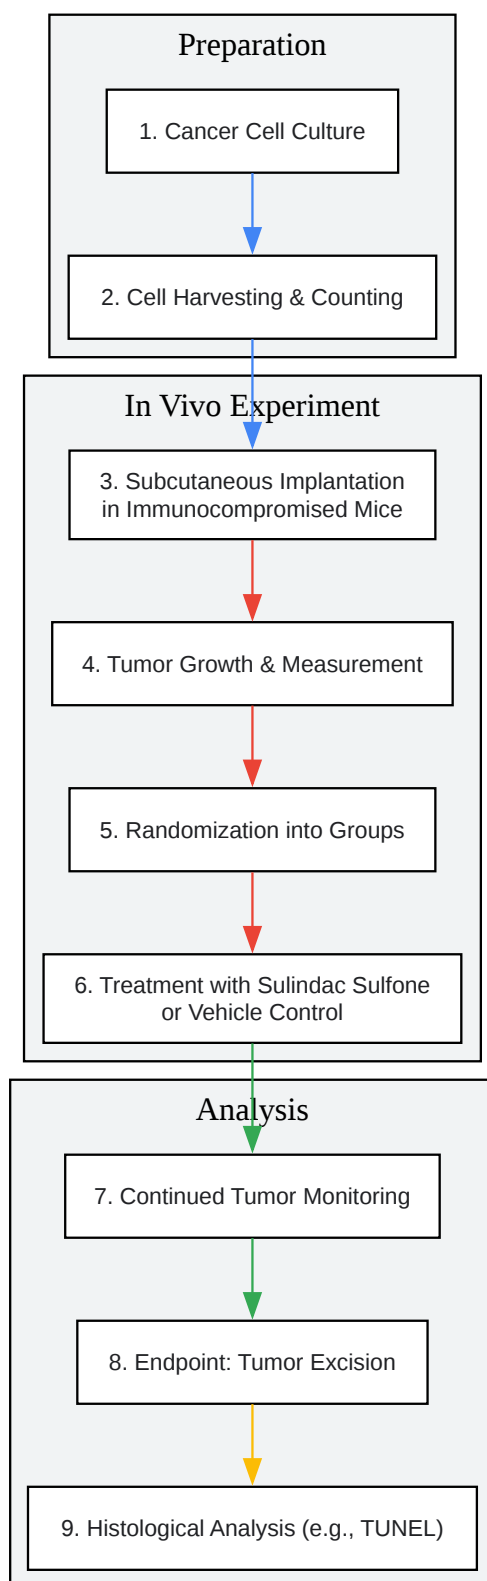 Preparation
1. Cancer Cell Culture
2. Cell Harvesting & Counting
In Vivo Experiment
3. Subcutaneous Implantation
in Immunocompromised Mice
4. Tumor Growth & Measurement
5. Randomization into Groups
6. Treatment with Sulindac Sulfone
or Vehicle Control
Analysis
7. Continued Tumor Monitoring
8. Endpoint: Tumor Excision
9. Histological Analysis (e.g., TUNEL)